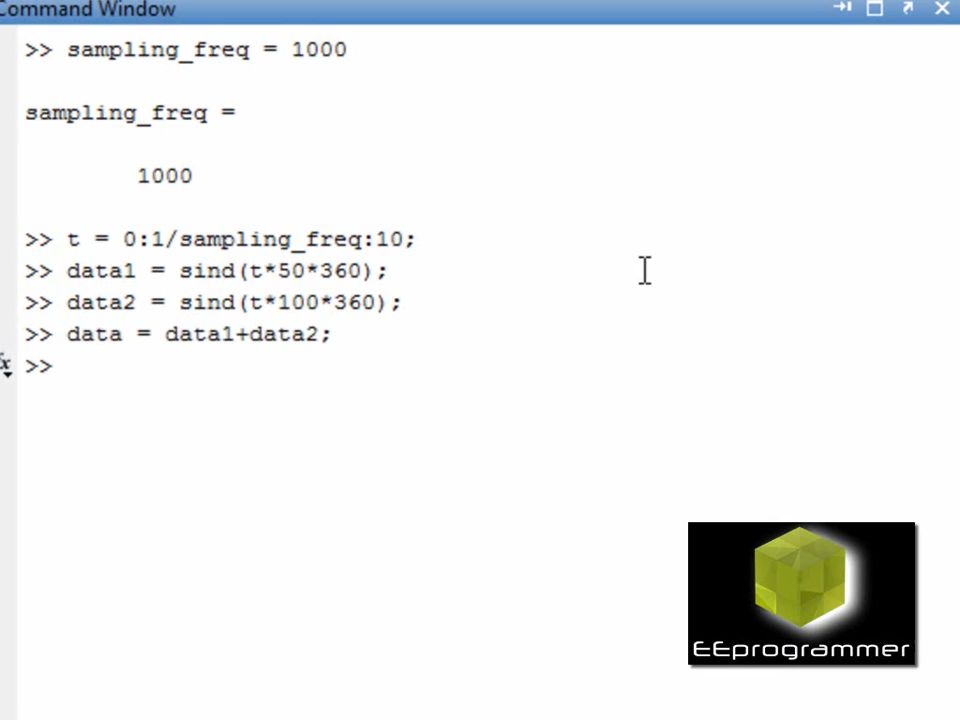 Command Window
>> sampling_freq = 1000
sampling_freq =
1000
>> t = 0:1/sampling_freq:10;
>> data1 = sind(t*50*360);
>> data2 = sind(t*100*360);
>> data = data1+data2;
fx >>
EEprogrammer